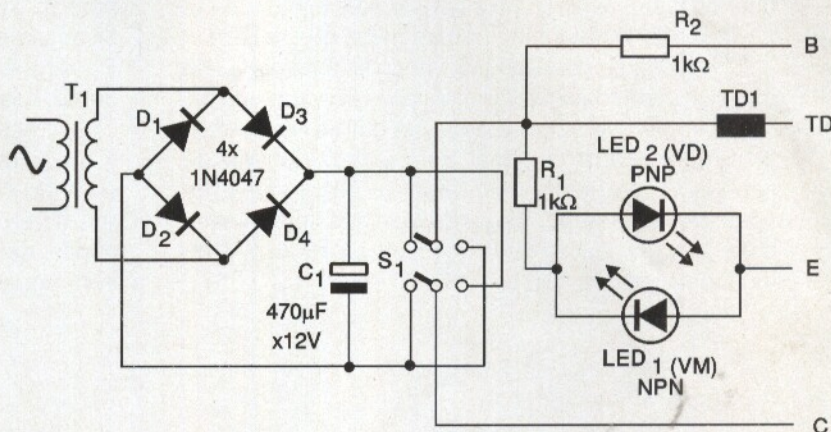 R2
1kΩ
B
T1
D1
D3
4x
1N4047
D2
D4
TD1
TD
LED2 (VD)
PNP
R1
1kΩ
C1
S1
470µF
x12V
E
LED1 (VM)
NPN
C